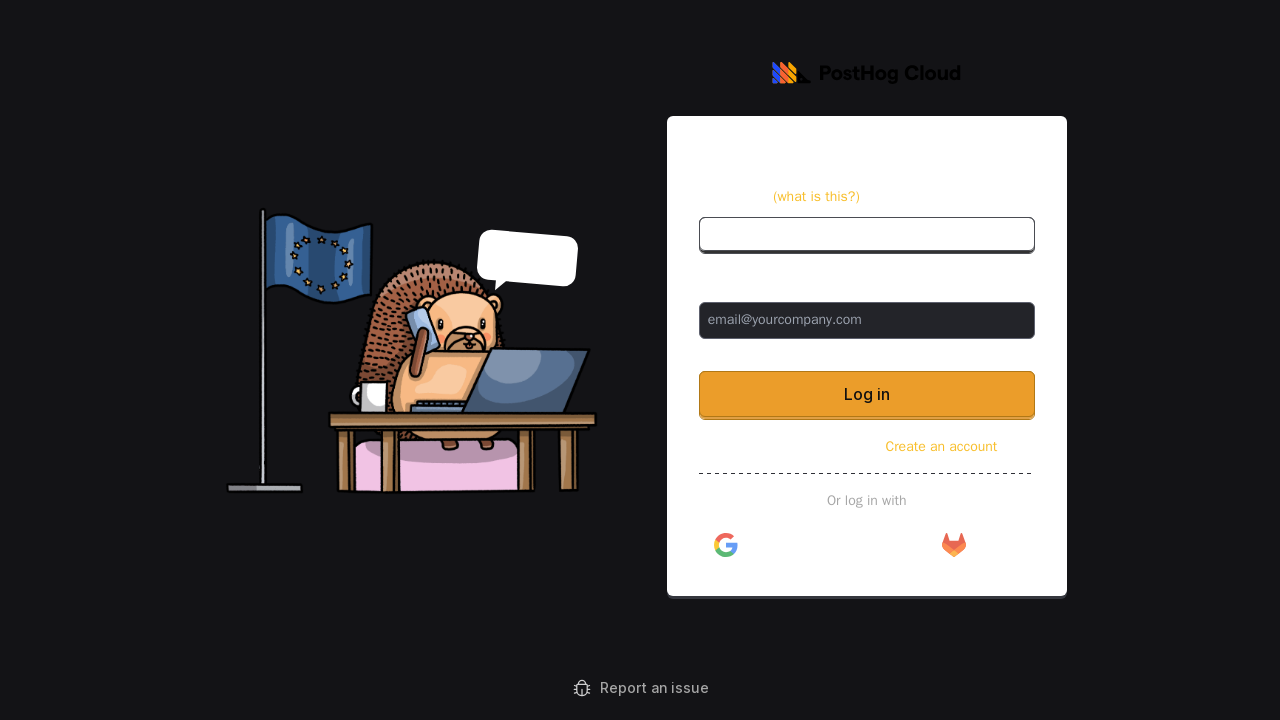 PostHog Cloud
(what is this?)
email@yourcompany.com
Log in
Create an account
Or log in with
Report an issue